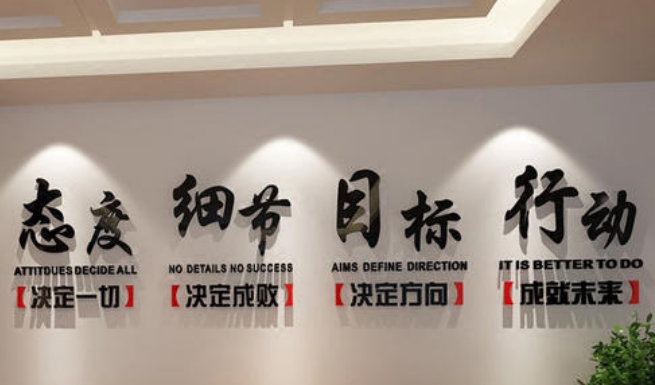 态度
ATTITDUES DECIDE ALL
【决定一切】
细节
NO DETAILS NO SUCCESS
【决定成败】
目标
AIMS DEFINE DIRECTION
【决定方向】
行动
IT IS BETTER TO DO
【成就未来】